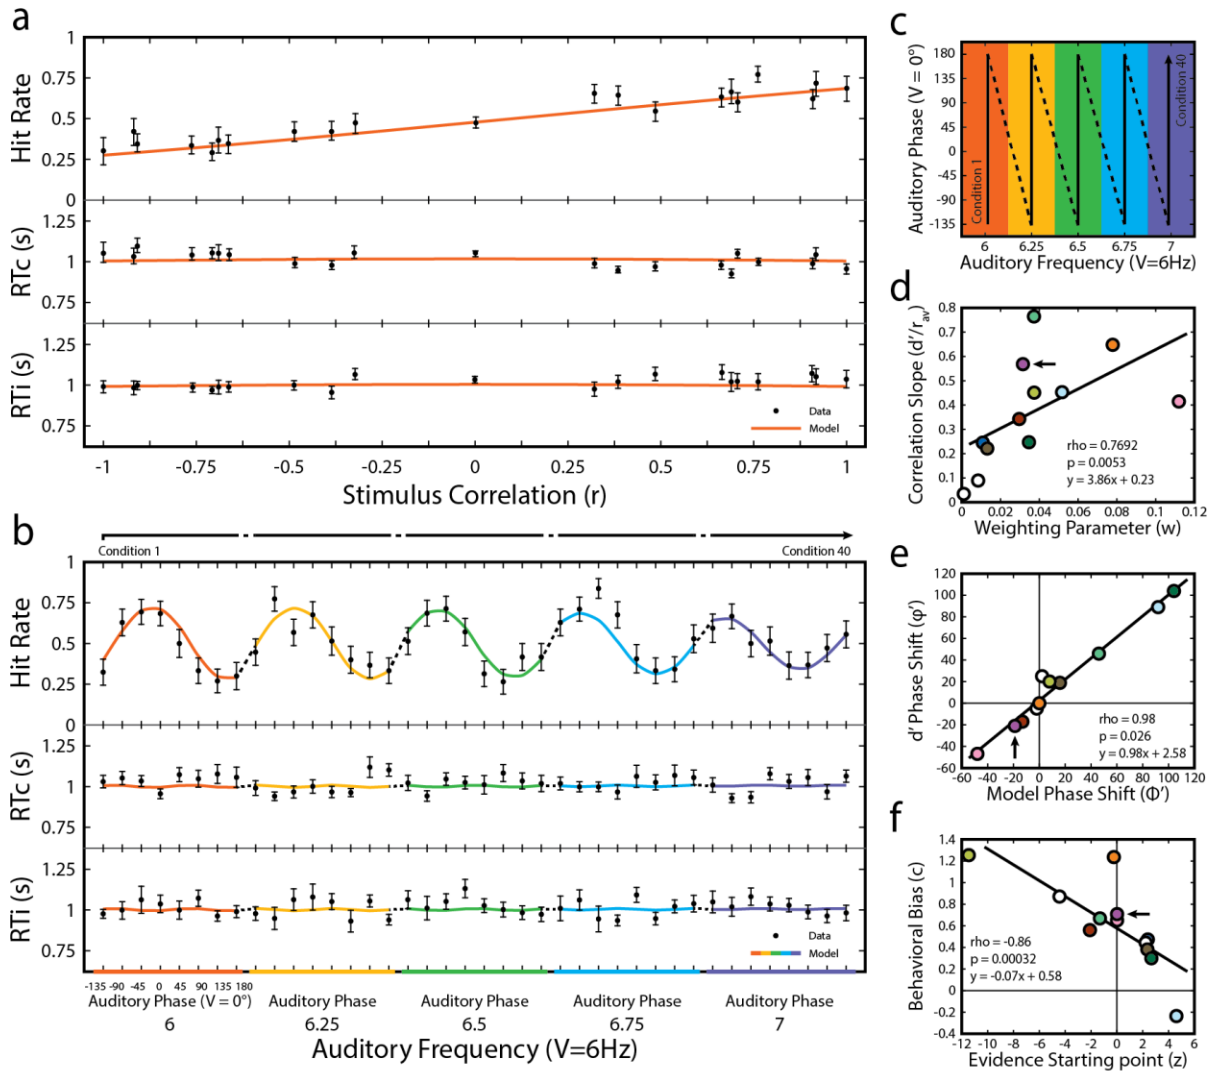 a
Hit Rate
1
0.75
0.5
0.25
0
RTc (s)
1.25
1
0.75
RTi (s)
1.25
1
0.75
Data
Model
-1 -0.75 -0.5 -0.25 0 0.25 0.5 0.75 1
Stimulus Correlation (r)
b
Condition 1
Condition 40
Hit Rate
1
0.75
0.5
0.25
0
RTc (s)
1.25
1
0.75
RTi (s)
1.25
1
0.75
Data
Model
-135 -90 -45 0 45 90 135 180
Auditory Phase (V = 0°) Auditory Phase Auditory Phase Auditory Phase Auditory Phase
6 6.25 6.5 6.75 7
Auditory Frequency (V=6Hz)
c
Auditory Phase (V = 0°)
180
135
90
45
0
-45
-90
-135
Condition 1
Condition 40
6 6.25 6.5 6.75 7
Auditory Frequency (V=6Hz)
d
Correlation Slope (d'/rav)
0.8
0.7
0.6
0.5
0.4
0.3
0.2
0.1
0
rho = 0.7692
p = 0.0053
y = 3.86x + 0.23
0 0.02 0.04 0.06 0.08 0.1 0.12
Weighting Parameter (w)
e
d' Phase Shift (φ')
120
100
80
60
40
20
0
-20
-40
-60
rho = 0.98
p = 0.026
y = 0.98x + 2.58
-60 -40 -20 0 20 40 60 80 100 120
Model Phase Shift (Φ')
f
Behavioral Bias (c)
1.4
1.2
1
0.8
0.6
0.4
0.2
0
-0.2
-0.4
rho = -0.86
p = 0.00032
y = -0.07x + 0.58
-12 -10 -8 -6 -4 -2 0 2 4 6
Evidence Starting point (z)